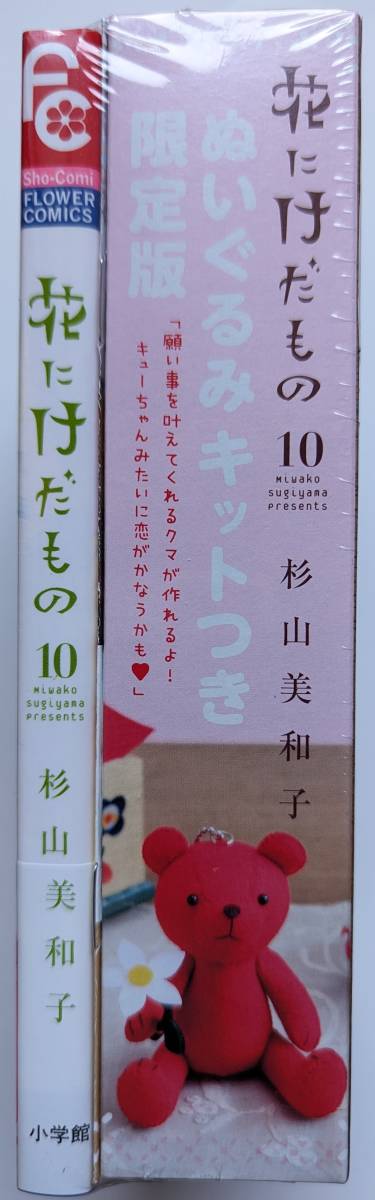 FC
Sho-Comi
FLOWER
COMICS
花にけだもの
10
Miwako
sugiyama
presents
杉山美和子
小学館
花にけだもの
10
Miwako
sugiyama
presents
杉山美和子
ぬいぐるみキットつき
限定版
「願い事を叶えてくれるクマが作れるよ！
キューちゃんみたいに恋がかなうかも♥」